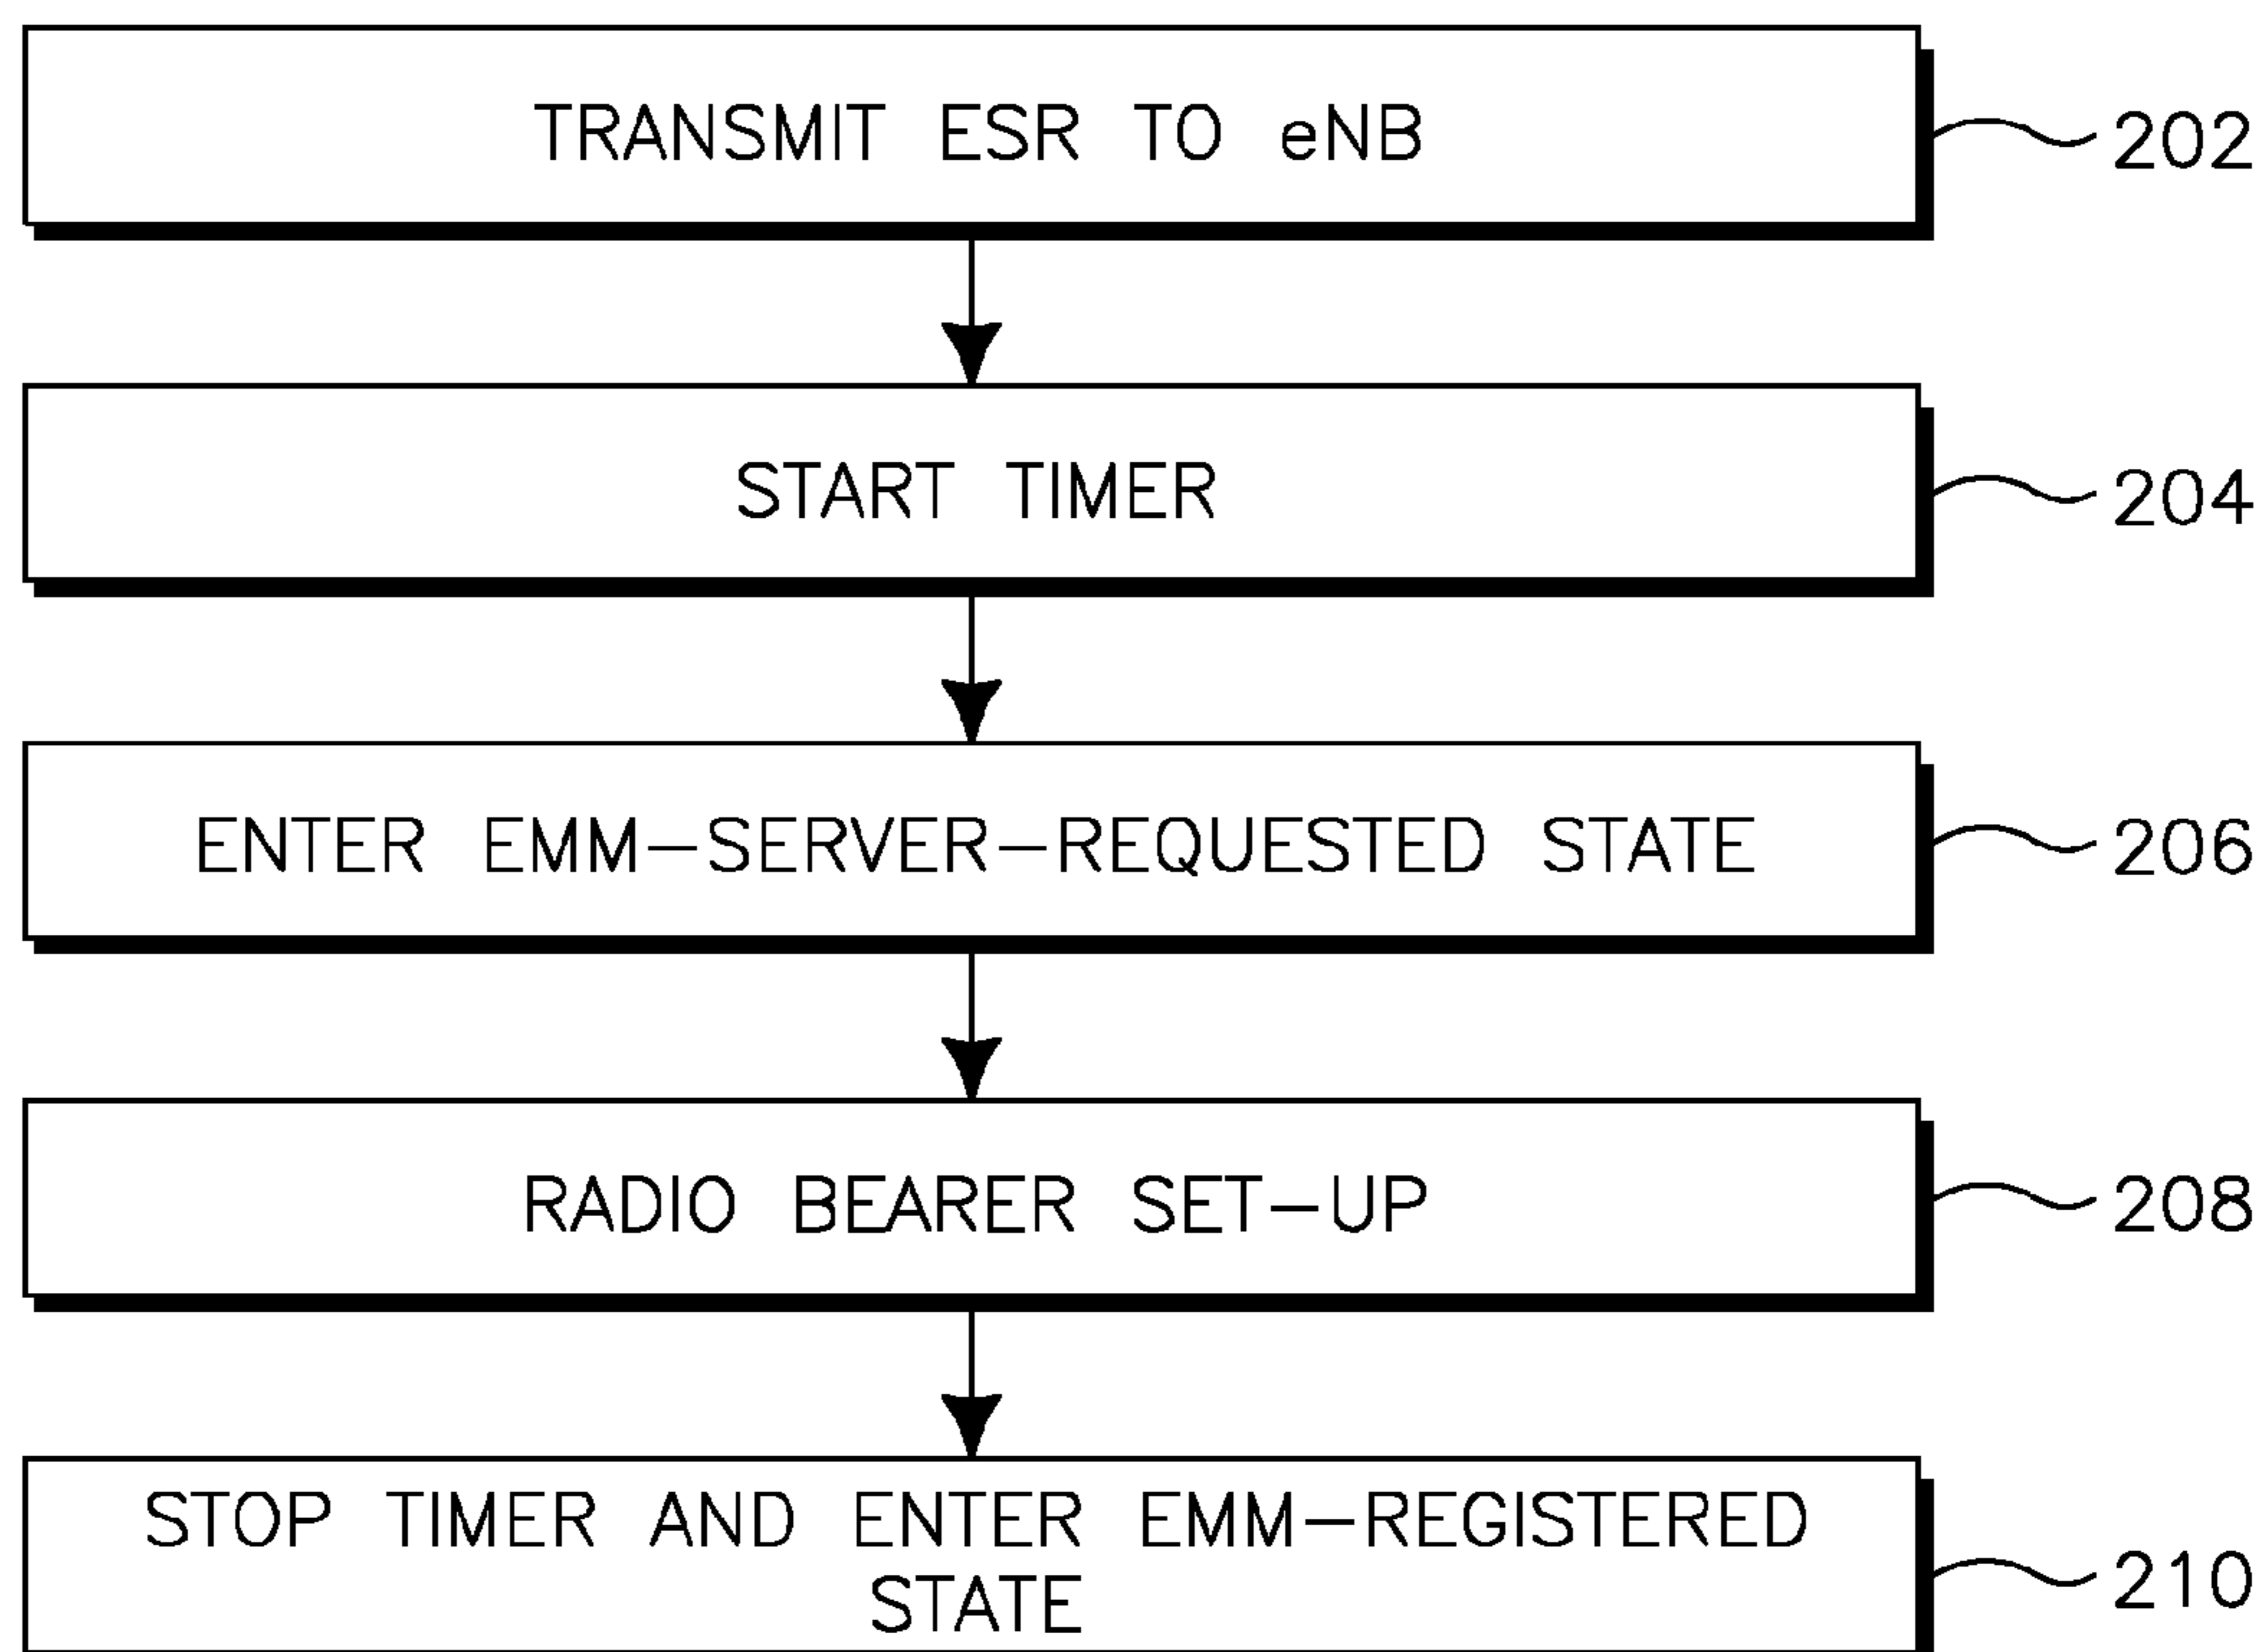 TRANSMIT ESR TO eNB
202
START TIMER
204
ENTER EMM-SERVER-REQUESTED STATE
206
RADIO BEARER SET-UP
208
STOP TIMER AND ENTER EMM-REGISTERED
STATE
210